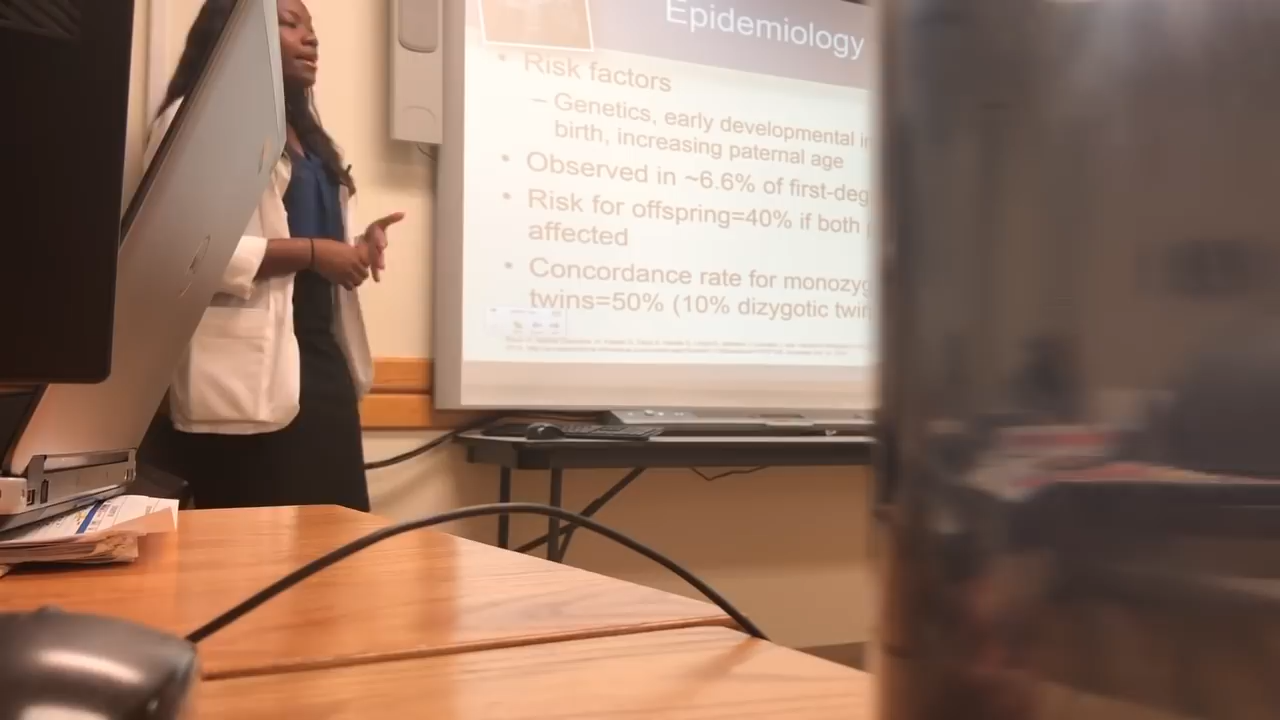 Epidemiology
• Risk factors
– Genetics, early developmental
birth, increasing paternal age
• Observed in ~6.6% of first-deg
• Risk for offspring=40% if both
affected
• Concordance rate for monozyg
twins=50% (10% dizygotic twin